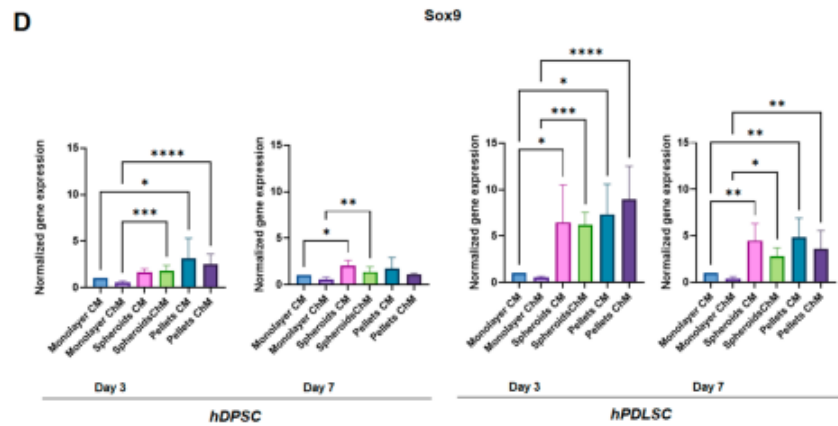 D
Sox9
Normalized gene expression
15
10
5
0
****
*
***
Monolayer CM
Monolayer ChM
Spheroids CM
SpheroidsChM
Pellets CM
Pellets ChM
Day 3
Normalized gene expression
15
10
5
0
**
*
Monolayer CM
Monolayer ChM
Spheroids CM
SpheroidsChM
Pellets CM
Pellets ChM
Day 7
hDPSC
Normalized gene expression
15
10
5
0
****
*
***
*
Monolayer CM
Monolayer ChM
Spheroids CM
SpheroidsChM
Pellets CM
Pellets ChM
Day 3
Normalized gene expression
15
10
5
0
**
**
*
**
Monolayer CM
Monolayer ChM
Spheroids CM
SpheroidsChM
Pellets CM
Pellets ChM
Day 7
hPDLSC